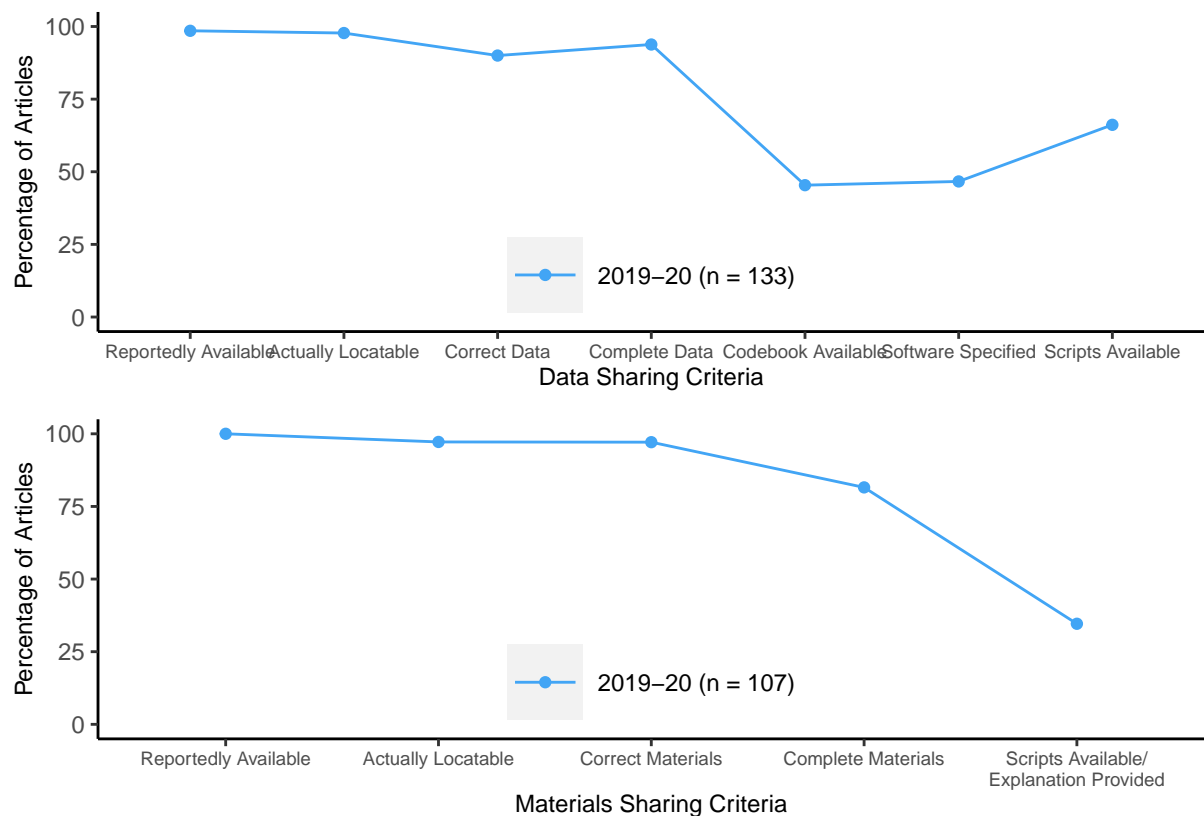 100
75
50
25
0
Percentage of Articles
2019−20 (n = 133)
Reportedly Available Actually Locatable Correct Data Complete Data Codebook Available Software Specified Scripts Available
Data Sharing Criteria
100
75
50
25
0
Percentage of Articles
2019−20 (n = 107)
Reportedly Available Actually Locatable Correct Materials Complete Materials Scripts Available/
Explanation Provided
Materials Sharing Criteria